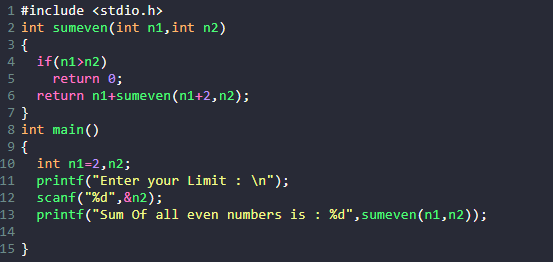 1 #include <stdio.h>
2 int sumeven(int n1,int n2)
3 {
4   if(n1>n2)
5     return 0;
6   return n1+sumeven(n1+2,n2);
7 }
8 int main()
9 {
10   int n1=2,n2;
11   printf("Enter your Limit : \n");
12   scanf("%d",&n2);
13   printf("Sum Of all even numbers is : %d",sumeven(n1,n2));
14
15 }